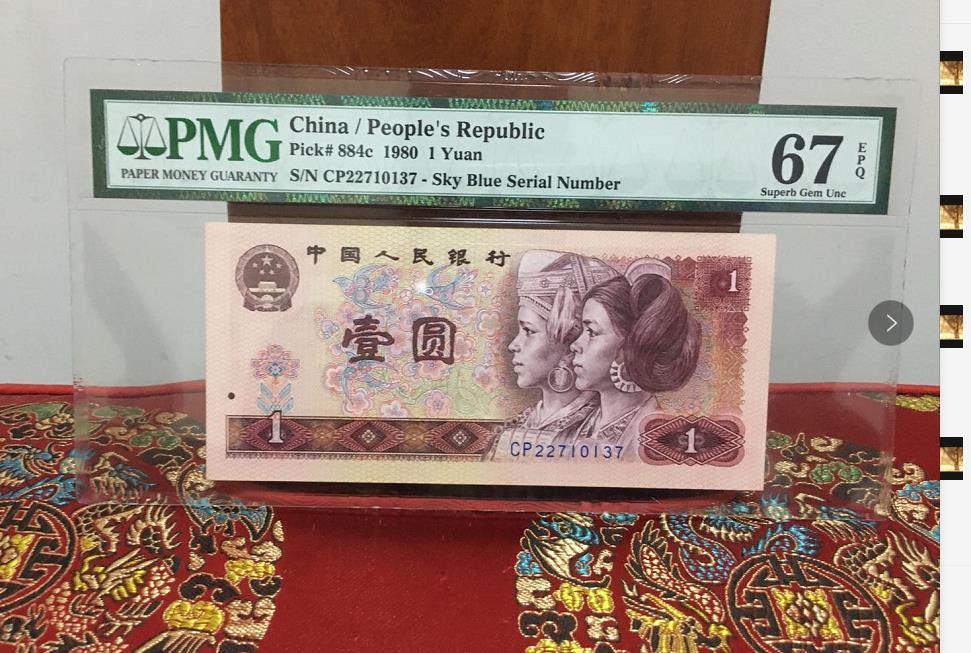 PMG
PAPER MONEY GUARANTY
China / People's Republic
Pick# 884c 1980 1 Yuan
S/N CP22710137 - Sky Blue Serial Number
67
EPQ
Superb Gem Unc
中国人民银行
1
壹圆
1
CP22710137
1